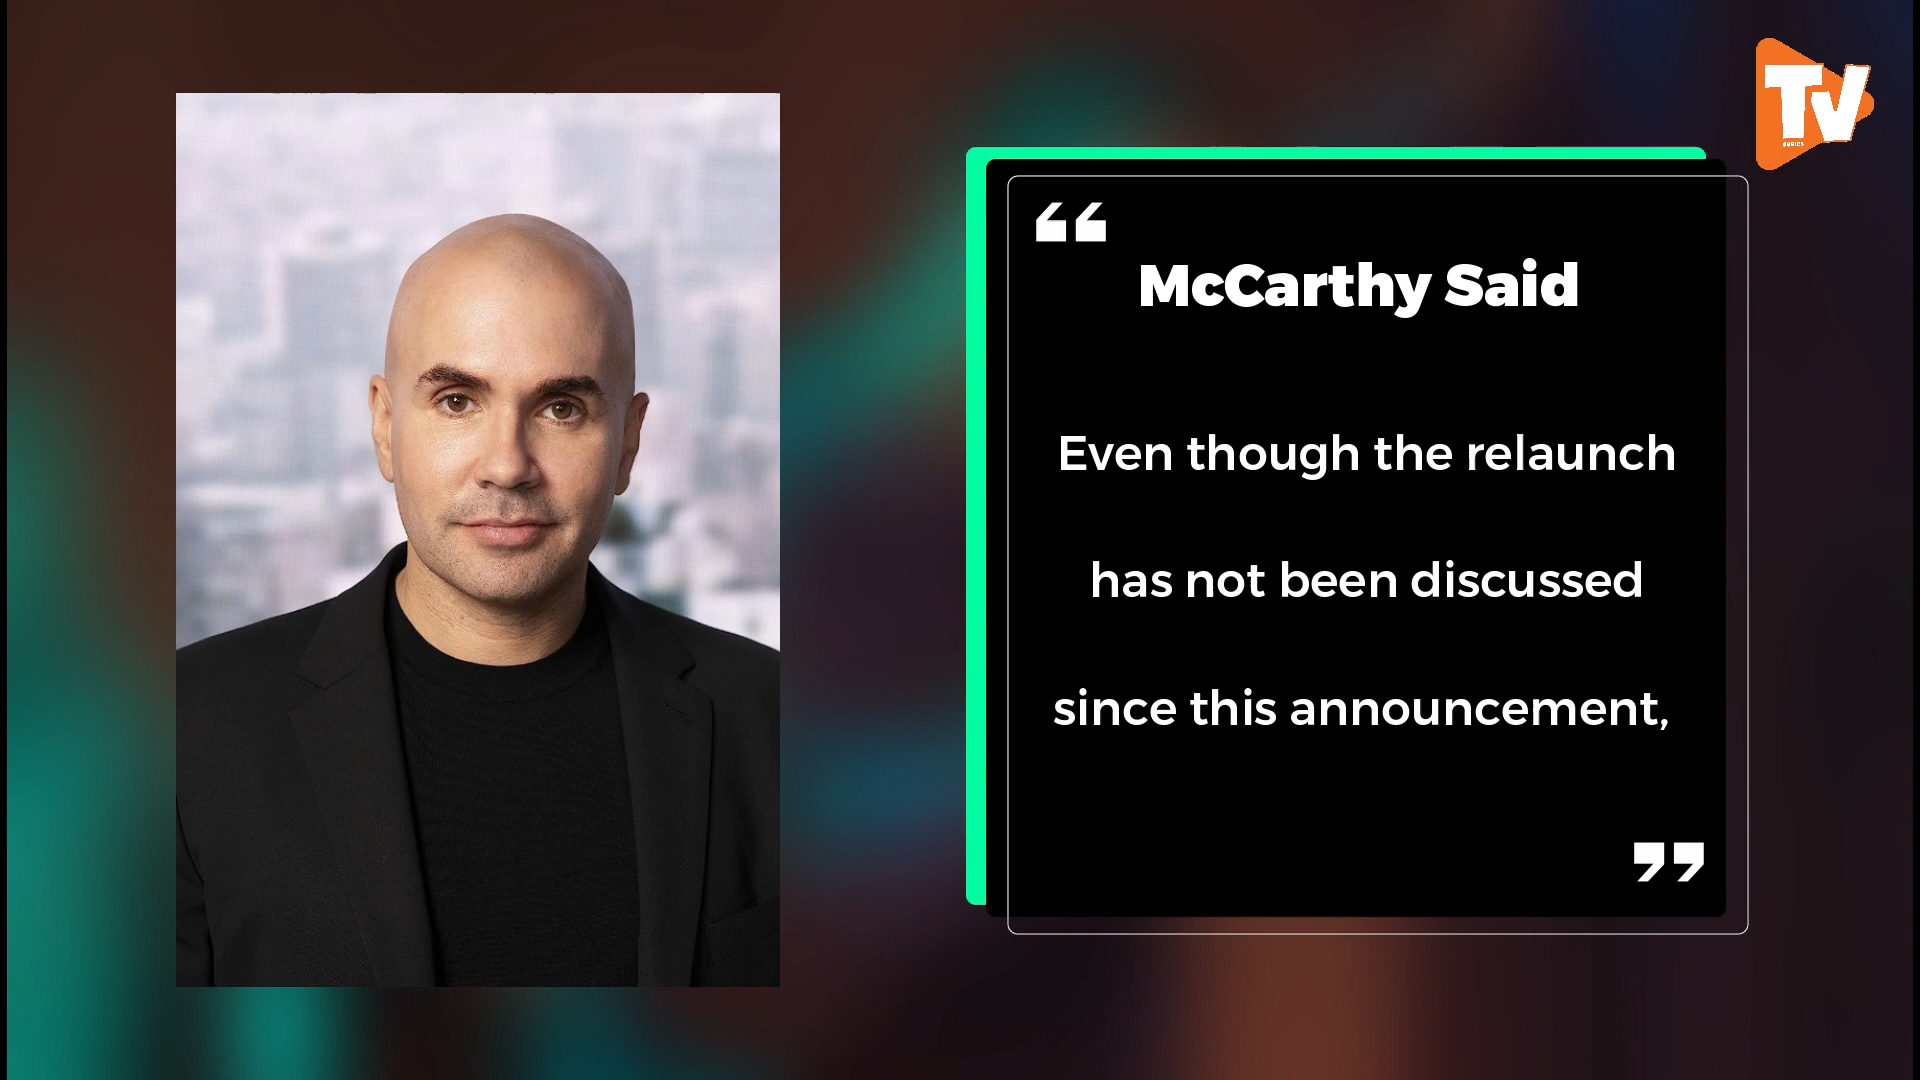 TV
McCarthy Said
Even though the relaunch
has not been discussed
since this announcement,